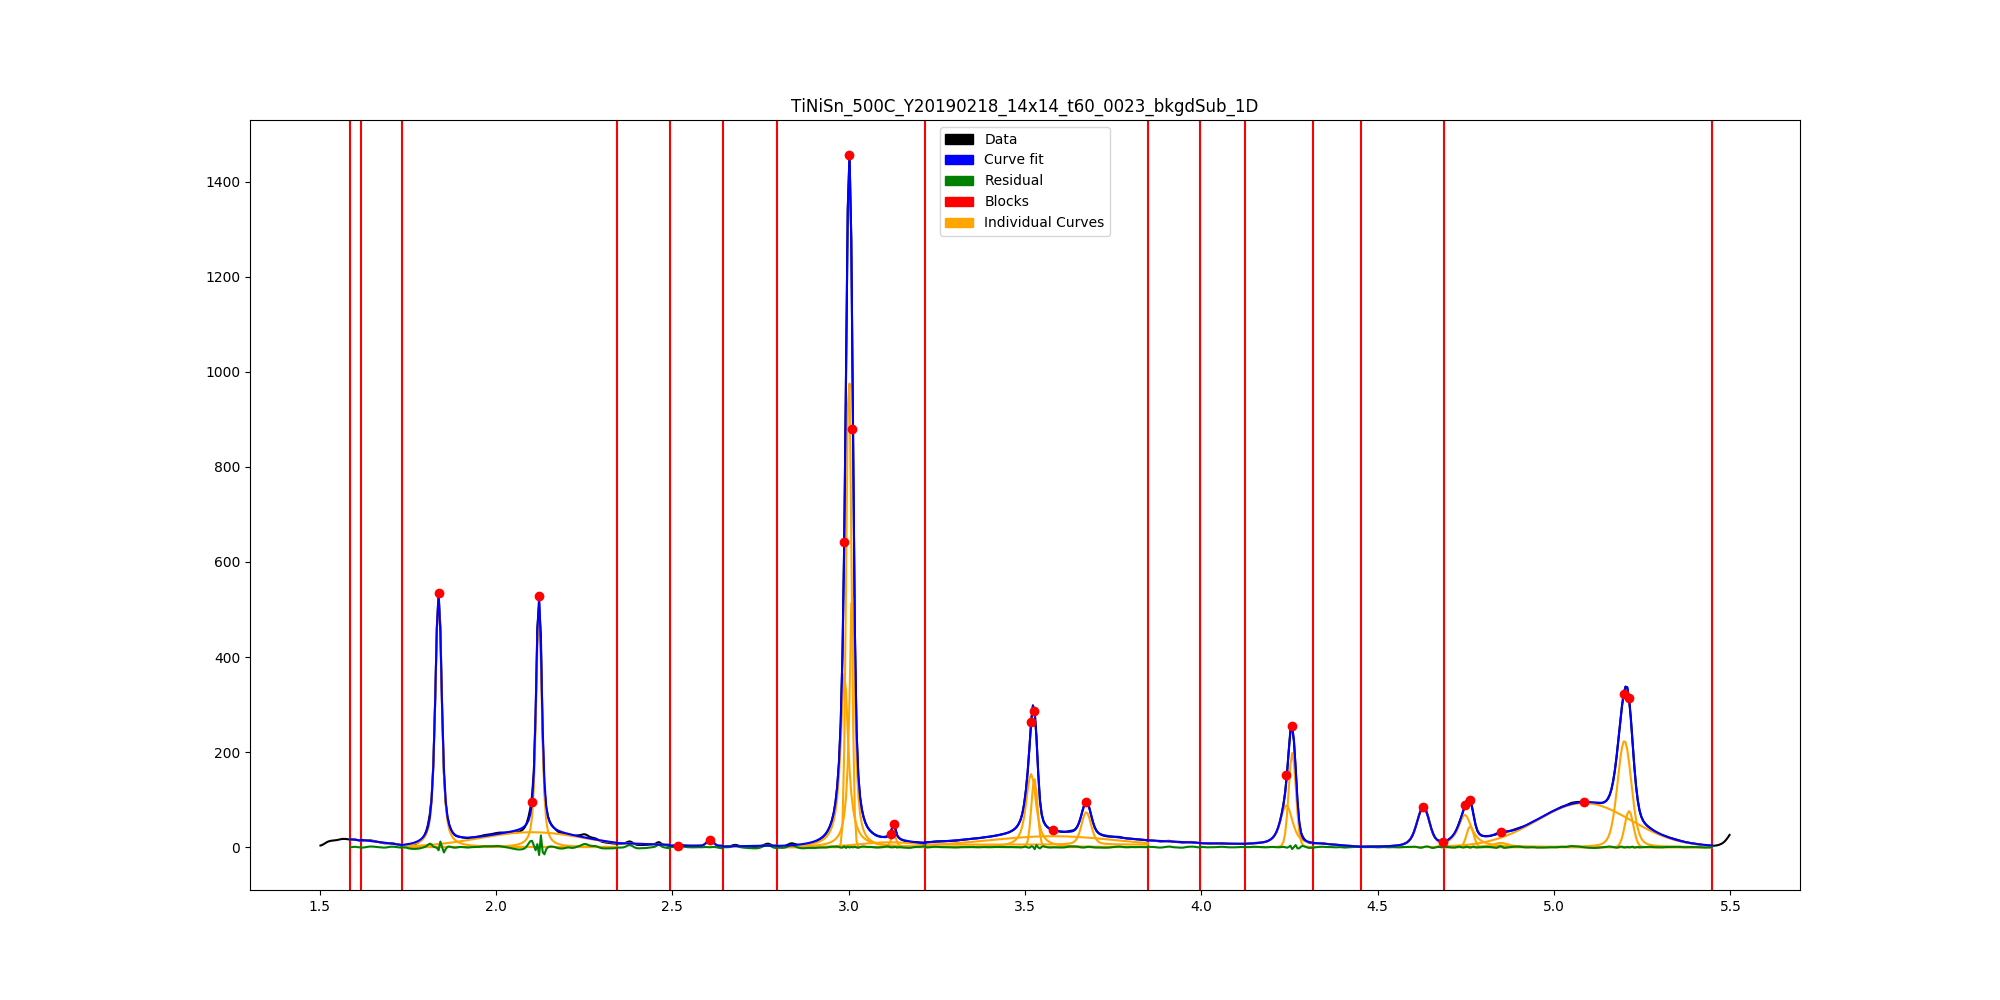 TiNiSn_500C_Y20190218_14x14_t60_0023_bkgdSub_1D
Data
Curve fit
Residual
Blocks
Individual Curves
1400
1200
1000
800
600
400
200
0
1.5 2.0 2.5 3.0 3.5 4.0 4.5 5.0 5.5